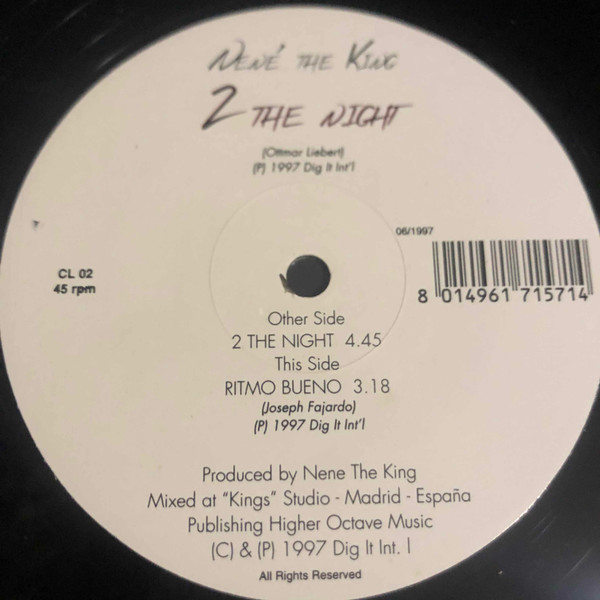 Nené the King
2 the night
(Ottmar Liebert)
(P) 1997 Dig It Int'l
06/1997
CL 02
45 rpm
8 014961 715714
Other Side
2 THE NIGHT 4.45
This Side
RITMO BUENO 3.18
(Joseph Fajardo)
(P) 1997 Dig It Int'l
Produced by Nene The King
Mixed at "Kings" Studio - Madrid - España
Publishing Higher Octave Music
(C) & (P) 1997 Dig It Int. l
All Rights Reserved